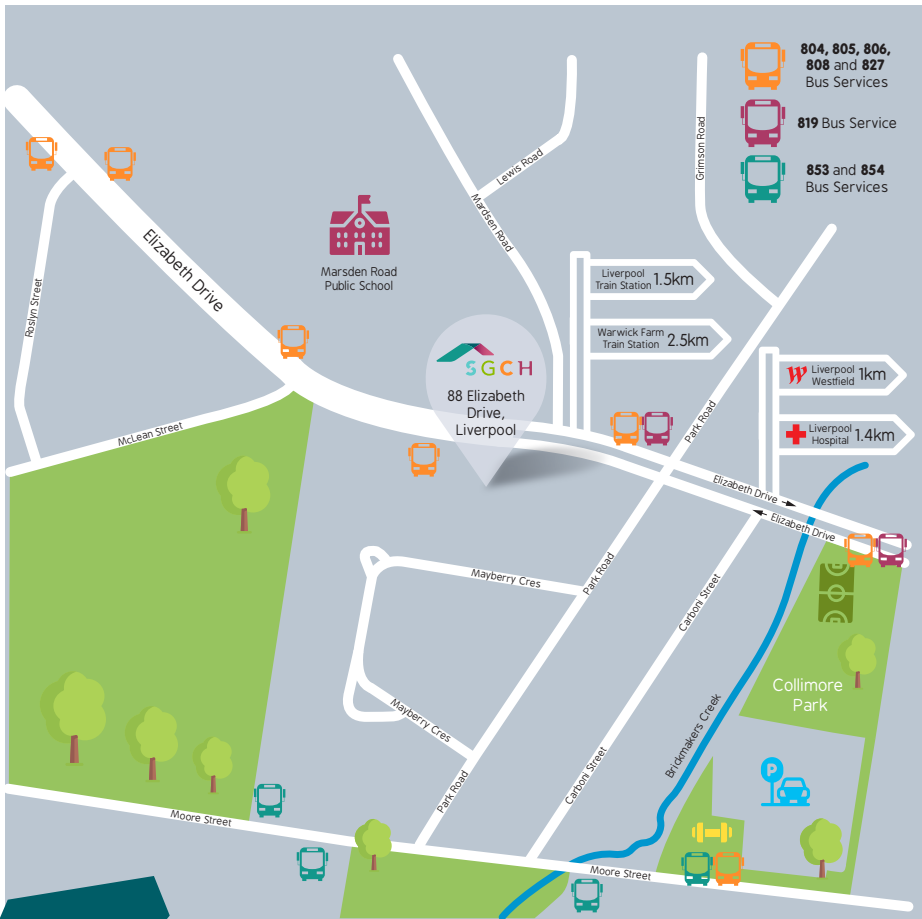 804, 805, 806,
808 and 827
Bus Services
819 Bus Service
853 and 854
Bus Services
Grimson Road
Lewis Road
Mardsen Road
Elizabeth Drive
Marsden Road
Public School
Roslyn Street
Liverpool
Train Station 1.5km
Warwick Farm
Train Station 2.5km
SGCH
88 Elizabeth
Drive,
Liverpool
Liverpool
Westfield 1km
Liverpool
Hospital 1.4km
Park Road
McLean Street
Elizabeth Drive
Elizabeth Drive
Mayberry Cres
Park Road
Carboni Street
Collimore
Park
Mayberry Cres
Brickmakers Creek
Carboni Street
Park Road
P
Moore Street
Moore Street